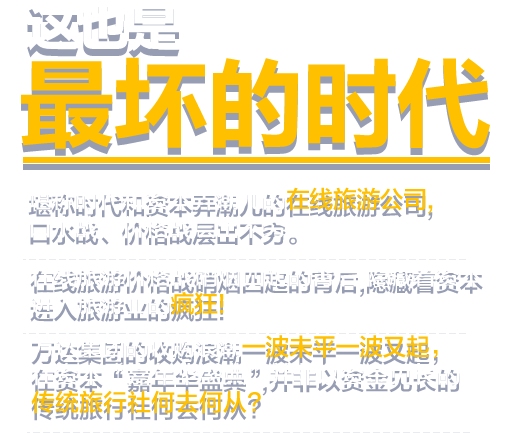 这也是
最坏的时代
堪称时代和资本弄潮儿的在线旅游公司,
口水战、价格战层出不穷。
在线旅游价格战硝烟四起的背后,隐藏着资本
进入旅游业的疯狂!
万达集团的收购浪潮一波未平一波又起,
在资本“嘉年华盛典”,并非以资金见长的
传统旅行社何去何从?